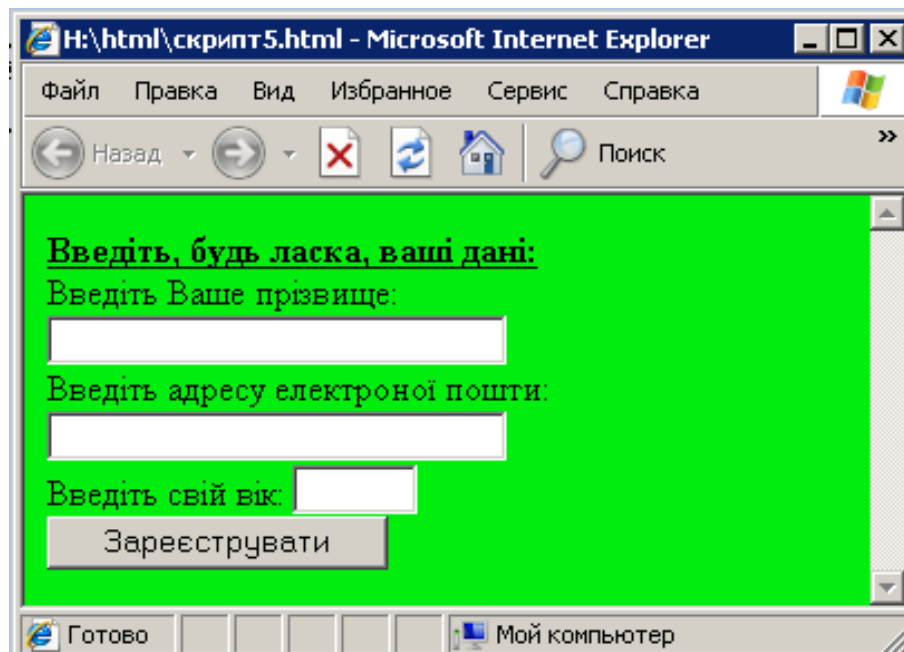 H:\html\скрипт5.html - Microsoft Internet Explorer
Файл Правка Вид Избранное Сервис Справка
Назад Поиск »
Введіть, будь ласка, ваші дані:
Введіть Ваше прізвище:
Введіть адресу електроної пошти:
Введіть свій вік:
Зареєструвати
Готово Мой компьютер